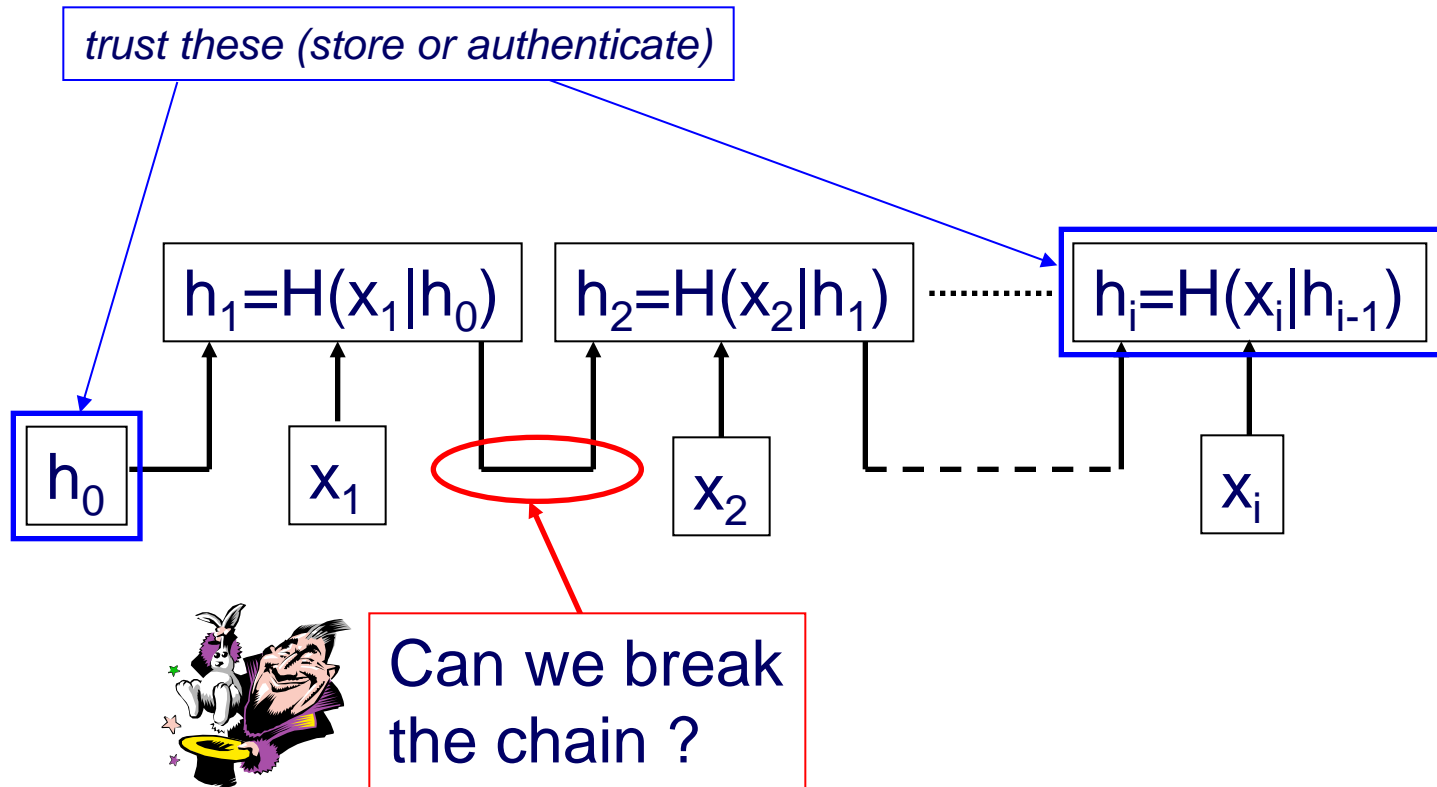 trust these (store or authenticate)
h₁=H(x₁|h₀) h₂=H(x₂|h₁) ............ hᵢ=H(xᵢ|hᵢ₋₁)
h₀ x₁ x₂ xᵢ
Can we break
the chain ?